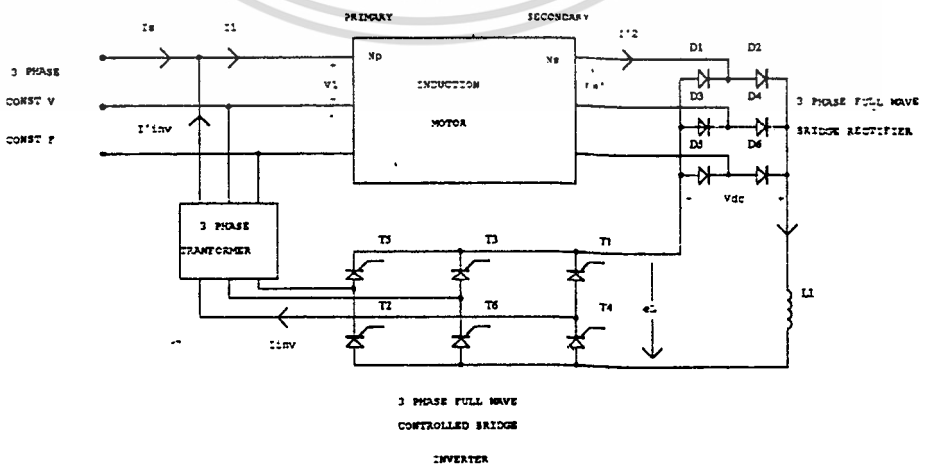 PRIMARY
SECONDARY
Is
I1
I'2
D1
D2
3 PHASE
Np
Ns
V1
INDUCTION
D3
D4
3 PHASE FULL WAVE
CONST V
I'inv
MOTOR
D5
D6
BRIDGE RECTIFIER
CONST F
Vdc
3 PHASE
TRANFORMER
T5
T3
T1
T2
T6
T4
L1
Iinv
3 PHASE FULL WAVE
CONTROLLED BRIDGE
INVERTER